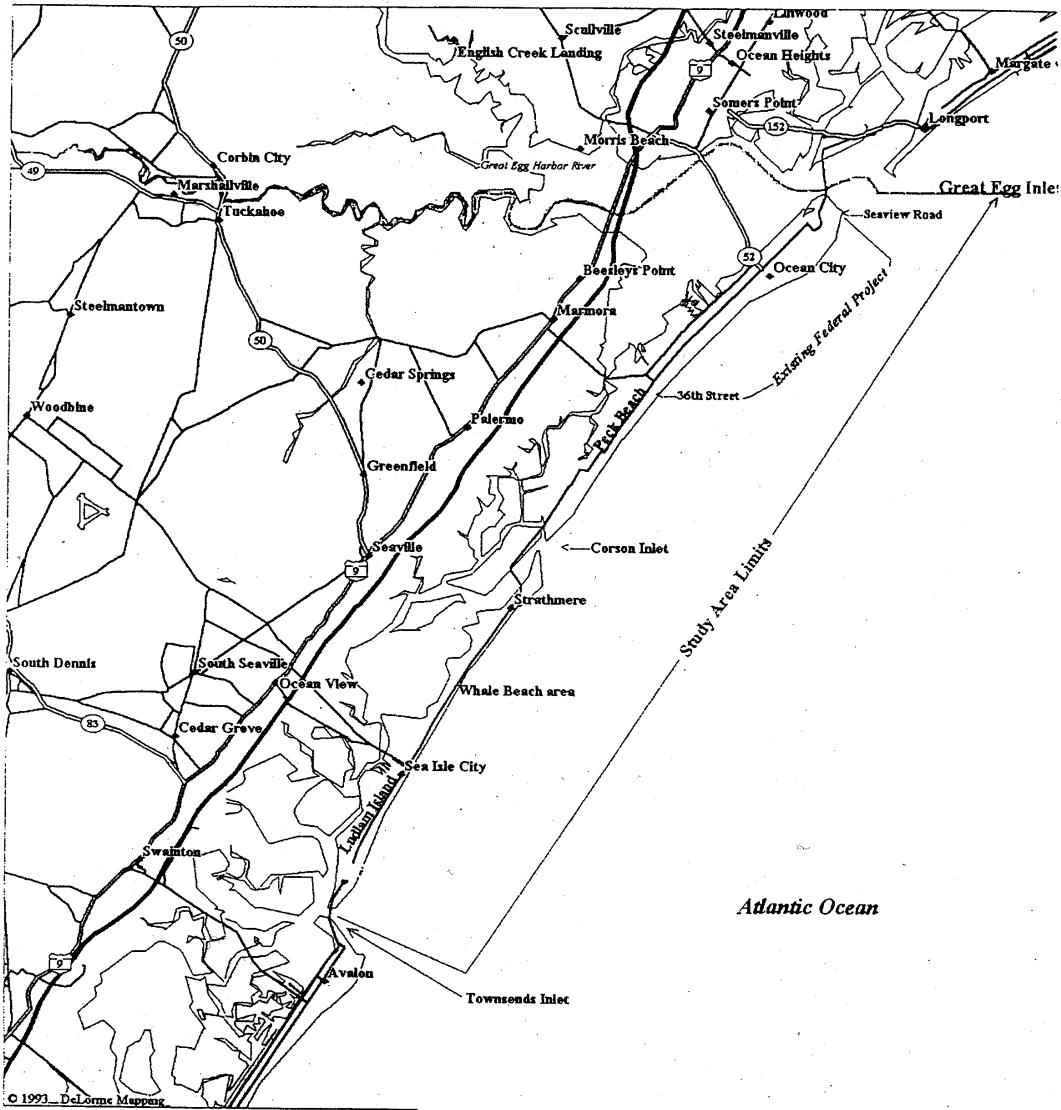 Scullville
Linwood
50
English Creek Landing
Steelmanville
Ocean Heights
9
Margate
Somers Point
152
Longport
Morris Beach
Corbin City
Great Egg Harbor River
49
Marshallville
Great Egg Inlet
Tuckahoe
Seaview Road
52
Beesleys Point
Ocean City
Steelmantown
Marmora
50
Existing Federal Project
Cedar Springs
36th Street
Woodbine
Peck Beach
Palermo
Greenfield
Seaville
Corson Inlet
9
Strathmere
Study Area Limits
South Dennis
South Seaville
Ocean View
Whale Beach area
83
Cedar Grove
Sea Isle City
Ludlam Island
Swainton
Atlantic Ocean
9
Avalon
Townsends Inlet
© 1993 DeLorme Mapping